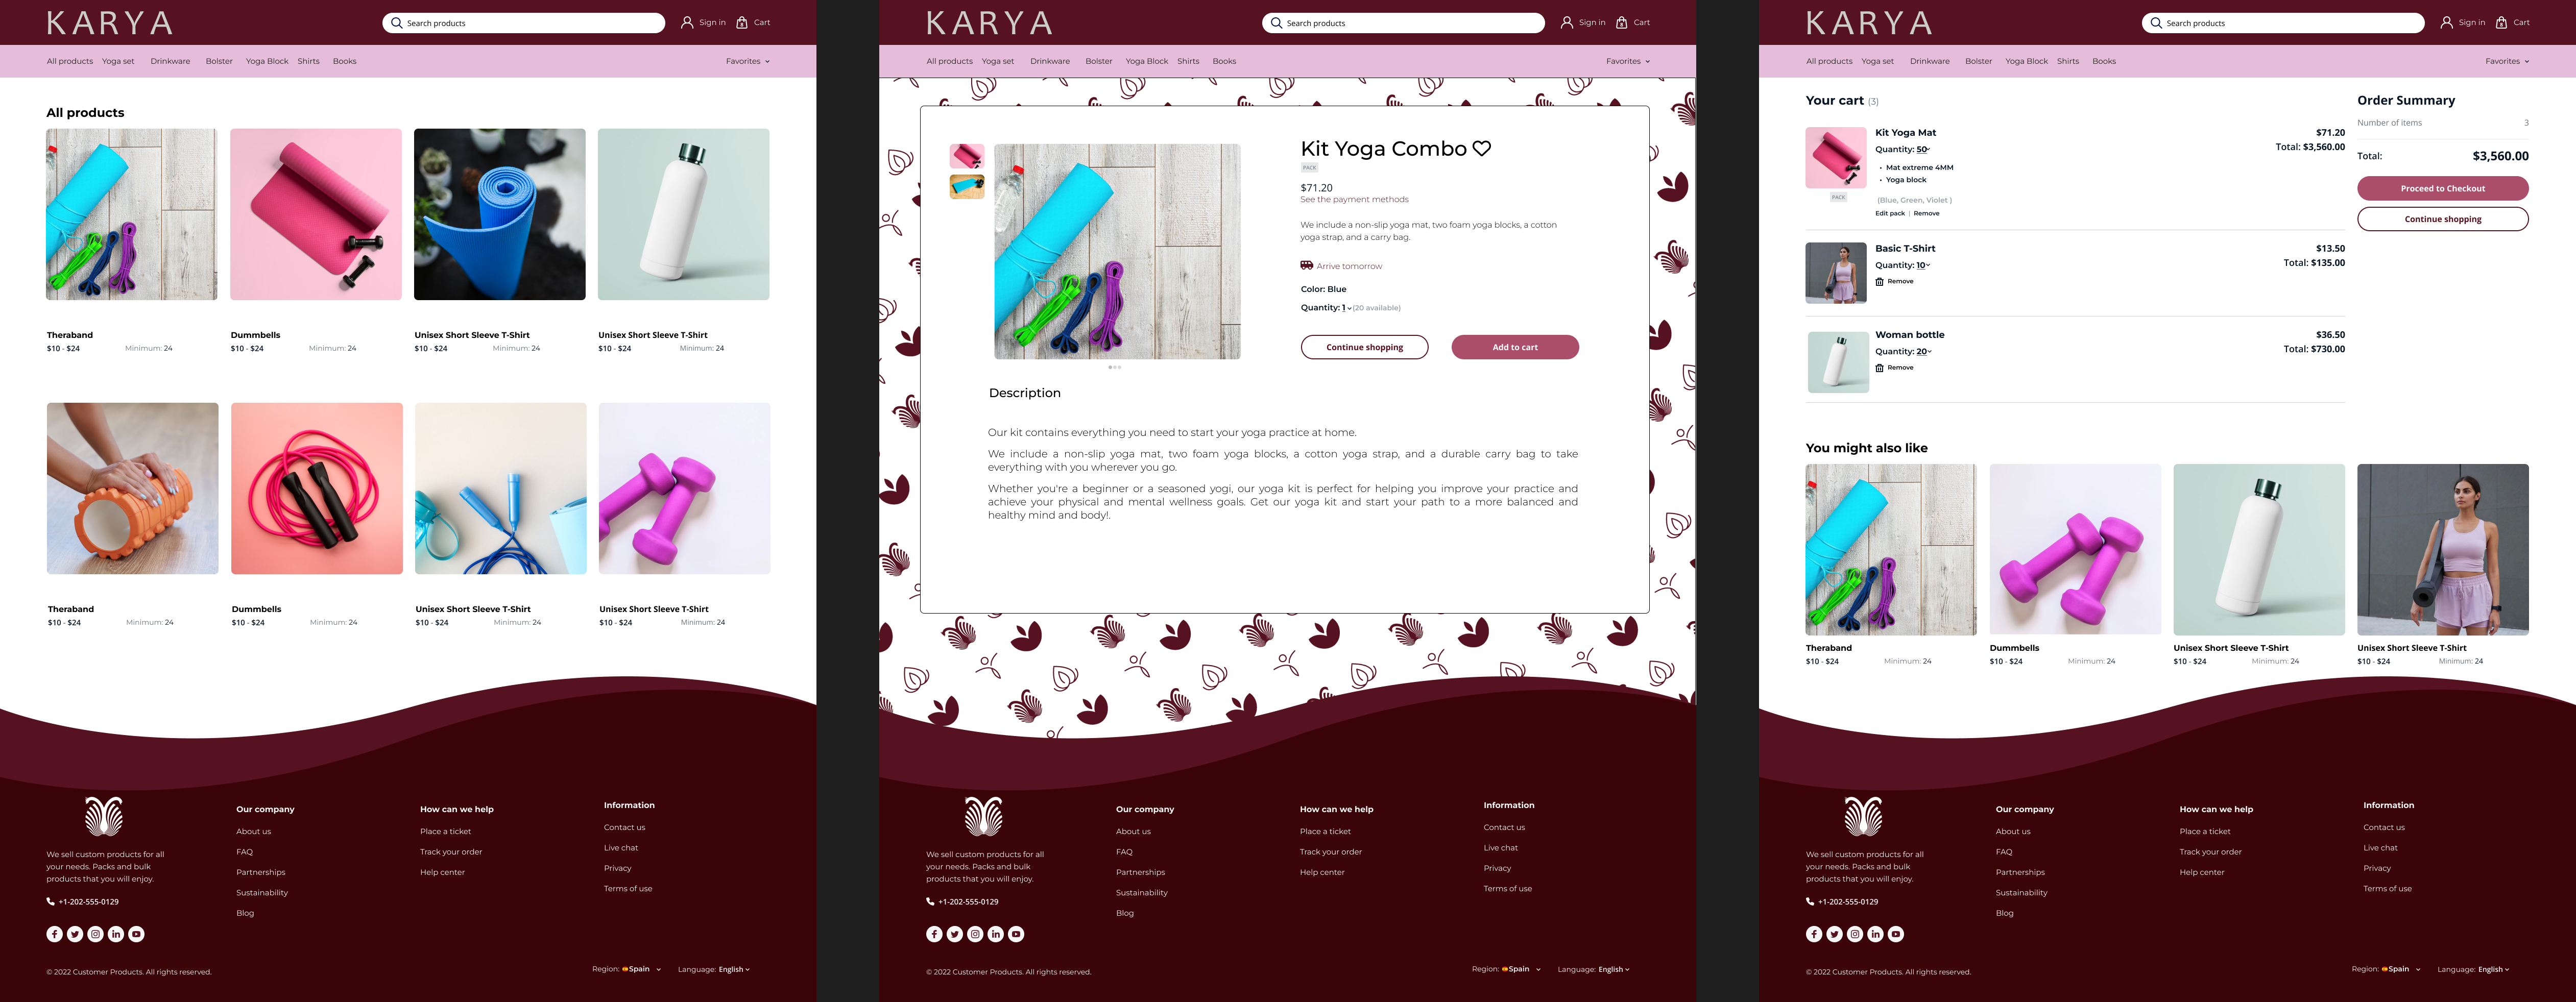 KARYA
Search products
Sign in
Cart
All products Yoga set Drinkware Bolster Yoga Block Shirts Books
Favorites
All products
Theraband
$10 - $24 Minimum: 24
Dummbells
$10 - $24 Minimum: 24
Unisex Short Sleeve T-Shirt
$10 - $24 Minimum: 24
Unisex Short Sleeve T-Shirt
$10 - $24 Minimum: 24
Theraband
$10 - $24 Minimum: 24
Dummbells
$10 - $24 Minimum: 24
Unisex Short Sleeve T-Shirt
$10 - $24 Minimum: 24
Unisex Short Sleeve T-Shirt
$10 - $24 Minimum: 24
We sell custom products for all
your needs. Packs and bulk
products that you will enjoy.
+1-202-555-0129
Our company
About us
FAQ
Partnerships
Sustainability
Blog
How can we help
Place a ticket
Track your order
Help center
Information
Contact us
Live chat
Privacy
Terms of use
© 2022 Customer Products. All rights reserved.
Region: Spain
Language: English
KARYA
Search products
Sign in
Cart
All products Yoga set Drinkware Bolster Yoga Block Shirts Books
Favorites
Kit Yoga Combo
PACK
$71.20
See the payment methods
We include a non-slip yoga mat, two foam yoga blocks, a cotton
yoga strap, and a carry bag.
Arrive tomorrow
Color: Blue
Quantity: 1 (20 available)
Continue shopping
Add to cart
Description
Our kit contains everything you need to start your yoga practice at home.
We include a non-slip yoga mat, two foam yoga blocks, a cotton yoga strap, and a durable carry bag to take
everything with you wherever you go.
Whether you're a beginner or a seasoned yogi, our yoga kit is perfect for helping you improve your practice and
achieve your physical and mental wellness goals. Get our yoga kit and start your path to a more balanced and
healthy mind and body!.
We sell custom products for all
your needs. Packs and bulk
products that you will enjoy.
+1-202-555-0129
Our company
About us
FAQ
Partnerships
Sustainability
Blog
How can we help
Place a ticket
Track your order
Help center
Information
Contact us
Live chat
Privacy
Terms of use
© 2022 Customer Products. All rights reserved.
Region: Spain
Language: English
KARYA
Search products
Sign in
Cart
All products Yoga set Drinkware Bolster Yoga Block Shirts Books
Favorites
Your cart (3)
Kit Yoga Mat
Quantity: 50
• Mat extreme 4MM
• Yoga block
PACK
(Blue, Green, Violet )
Edit pack | Remove
$71.20
Total: $3,560.00
Basic T-Shirt
Quantity: 10
Remove
$13.50
Total: $135.00
Woman bottle
Quantity: 20
Remove
$36.50
Total: $730.00
Order Summary
Number of items 3
Total: $3,560.00
Proceed to Checkout
Continue shopping
You might also like
Theraband
$10 - $24 Minimum: 24
Dummbells
$10 - $24 Minimum: 24
Unisex Short Sleeve T-Shirt
$10 - $24 Minimum: 24
Unisex Short Sleeve T-Shirt
$10 - $24 Minimum: 24
We sell custom products for all
your needs. Packs and bulk
products that you will enjoy.
+1-202-555-0129
Our company
About us
FAQ
Partnerships
Sustainability
Blog
How can we help
Place a ticket
Track your order
Help center
Information
Contact us
Live chat
Privacy
Terms of use
© 2022 Customer Products. All rights reserved.
Region: Spain
Language: English